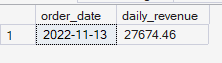 order_date daily_revenue
1 2022-11-13 27674.46